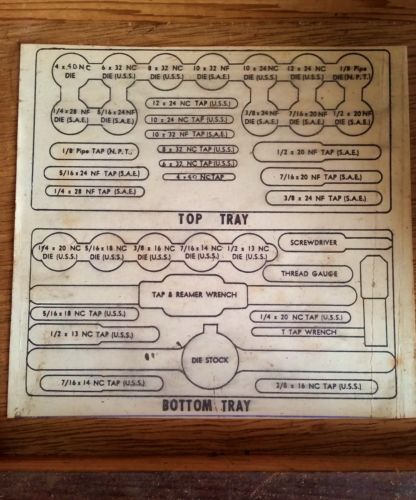 4 x 40 NC DIE
6 x 32 NC DIE (U.S.S.)
8 x 32 NC DIE (U.S.S.)
10 x 32 NF DIE (S.A.E.)
10 x 24 NC DIE (U.S.S.)
12 x 24 NC DIE (U.S.S.)
1/8 Pipe DIE (N.P.T.)
1/4 x 28 NF DIE (S.A.E.)
5/16 x 24 NF DIE (S.A.E.)
3/8 x 24 NF DIE (S.A.E.)
7/16 x 20 NF DIE (S.A.E.)
1/2 x 20 NF DIE (S.A.E.)
12 x 24 NC TAP (U.S.S.)
10 x 24 NC TAP (U.S.S.)
10 x 32 NF TAP (S.A.E.)
8 x 32 NC TAP (U.S.S.)
6 x 32 NC TAP (U.S.S.)
4 x 40 NC TAP
1/8 Pipe TAP (N.P.T.)
5/16 x 24 NF TAP (S.A.E.)
1/4 x 28 NF TAP (S.A.E.)
1/2 x 20 NF TAP (S.A.E.)
7/16 x 20 NF TAP (S.A.E.)
3/8 x 24 NF TAP (S.A.E.)
TOP TRAY
1/4 x 20 NC DIE (U.S.S.)
5/16 x 18 NC DIE (U.S.S.)
3/8 x 16 NC DIE (U.S.S.)
7/16 x 14 NC DIE (U.S.S.)
1/2 x 13 NC DIE (U.S.S.)
SCREWDRIVER
THREAD GAUGE
TAP & REAMER WRENCH
5/16 x 18 NC TAP (U.S.S.)
1/4 x 20 NC TAP (U.S.S.)
1/2 x 13 NC TAP (U.S.S.)
T TAP WRENCH
DIE STOCK
7/16 x 14 NC TAP (U.S.S.)
3/8 x 16 NC TAP (U.S.S.)
BOTTOM TRAY